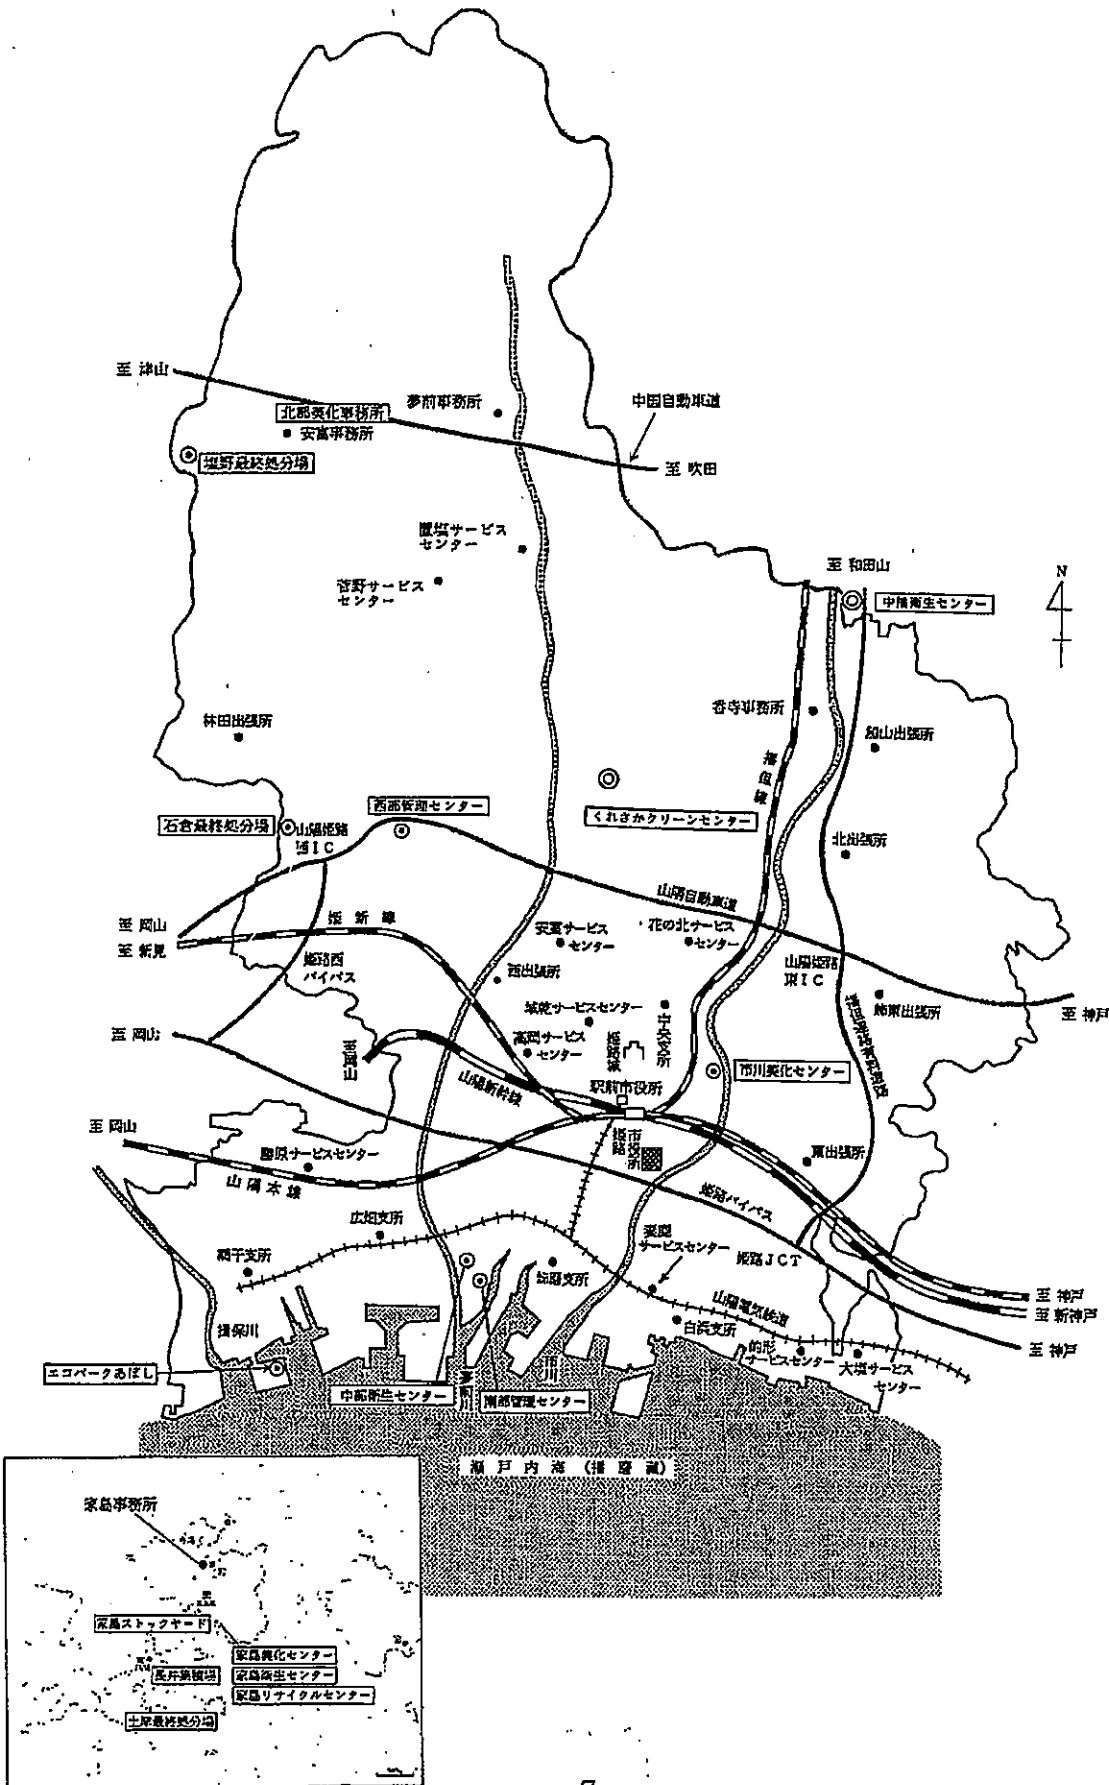 至 津山
夢前事務所
中国自動車道
北部美化事務所
安富事務所
至 吹田
塩野最終処分場
置塩サービス
センター
菅野サービス
センター
至 和田山
N
中播衛生センター
香寺事務所
林田出張所
船山出張所
播但線
西部管理センター
くれさかクリーンセンター
石倉最終処分場
山陽姫路
西IC
北出張所
山陽自動車道
至 岡山
至 新見
姫新線
安室サービス
センター
花の北サービス
センター
姫路西
バイパス
西出張所
山陽姫路
東IC
飾東出張所
至 神戸
城乾サービスセンター
中央支所
至 岡山
高岡サービス
センター
姫路城
至岡山
山陽新幹線
市川美化センター
駅前市役所
至 岡山
姫路
市役所
東出張所
勝原サービスセンター
山陽本線
姫路バイパス
広畑支所
サービスセンター
姫路JCT
網干支所
飾磨支所
山陽電気鉄道
至 神戸
至 新神戸
至 神戸
揖保川
白浜支所
的形
サービスセンター
大塩サービス
センター
エコパークあぼし
中部衛生センター
夢前川
南部管理センター
市川
瀬戸内海 (播磨灘)
家島事務所
家島ストックヤード
家島美化センター
家島衛生センター
家島リサイクルセンター
土原最終処分場
7